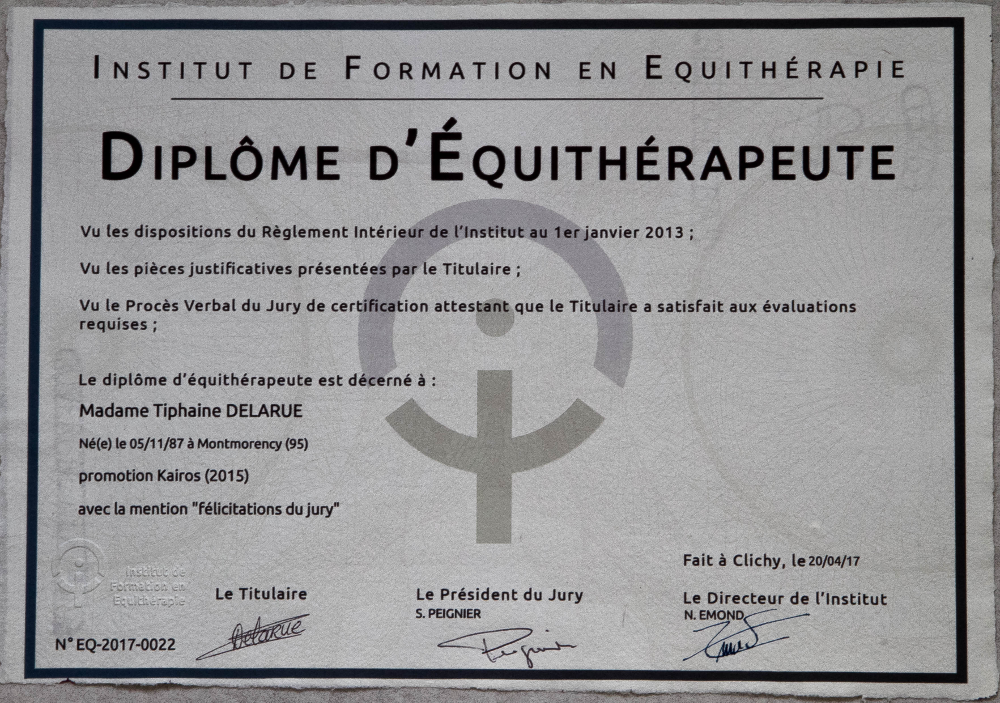 INSTITUT DE FORMATION EN EQUITHÉRAPIE
DIPLÔME D'ÉQUITHÉRAPEUTE
Vu les dispositions du Règlement Intérieur de l'Institut au 1er janvier 2013 ;
Vu les pièces justificatives présentées par le Titulaire ;
Vu le Procès Verbal du Jury de certification attestant que le Titulaire a satisfait aux évaluations
requises ;
Le diplôme d'équithérapeute est décerné à :
Madame Tiphaine DELARUE
Né(e) le 05/11/87 à Montmorency (95)
promotion Kairos (2015)
avec la mention "félicitations du jury"
Fait à Clichy, le 20/04/17
Institut de
Formation en
Equithérapie
Le Titulaire
Le Président du Jury
S. PEIGNIER
Le Directeur de l'Institut
N. EMOND
N° EQ-2017-0022
Delarue
Peignier